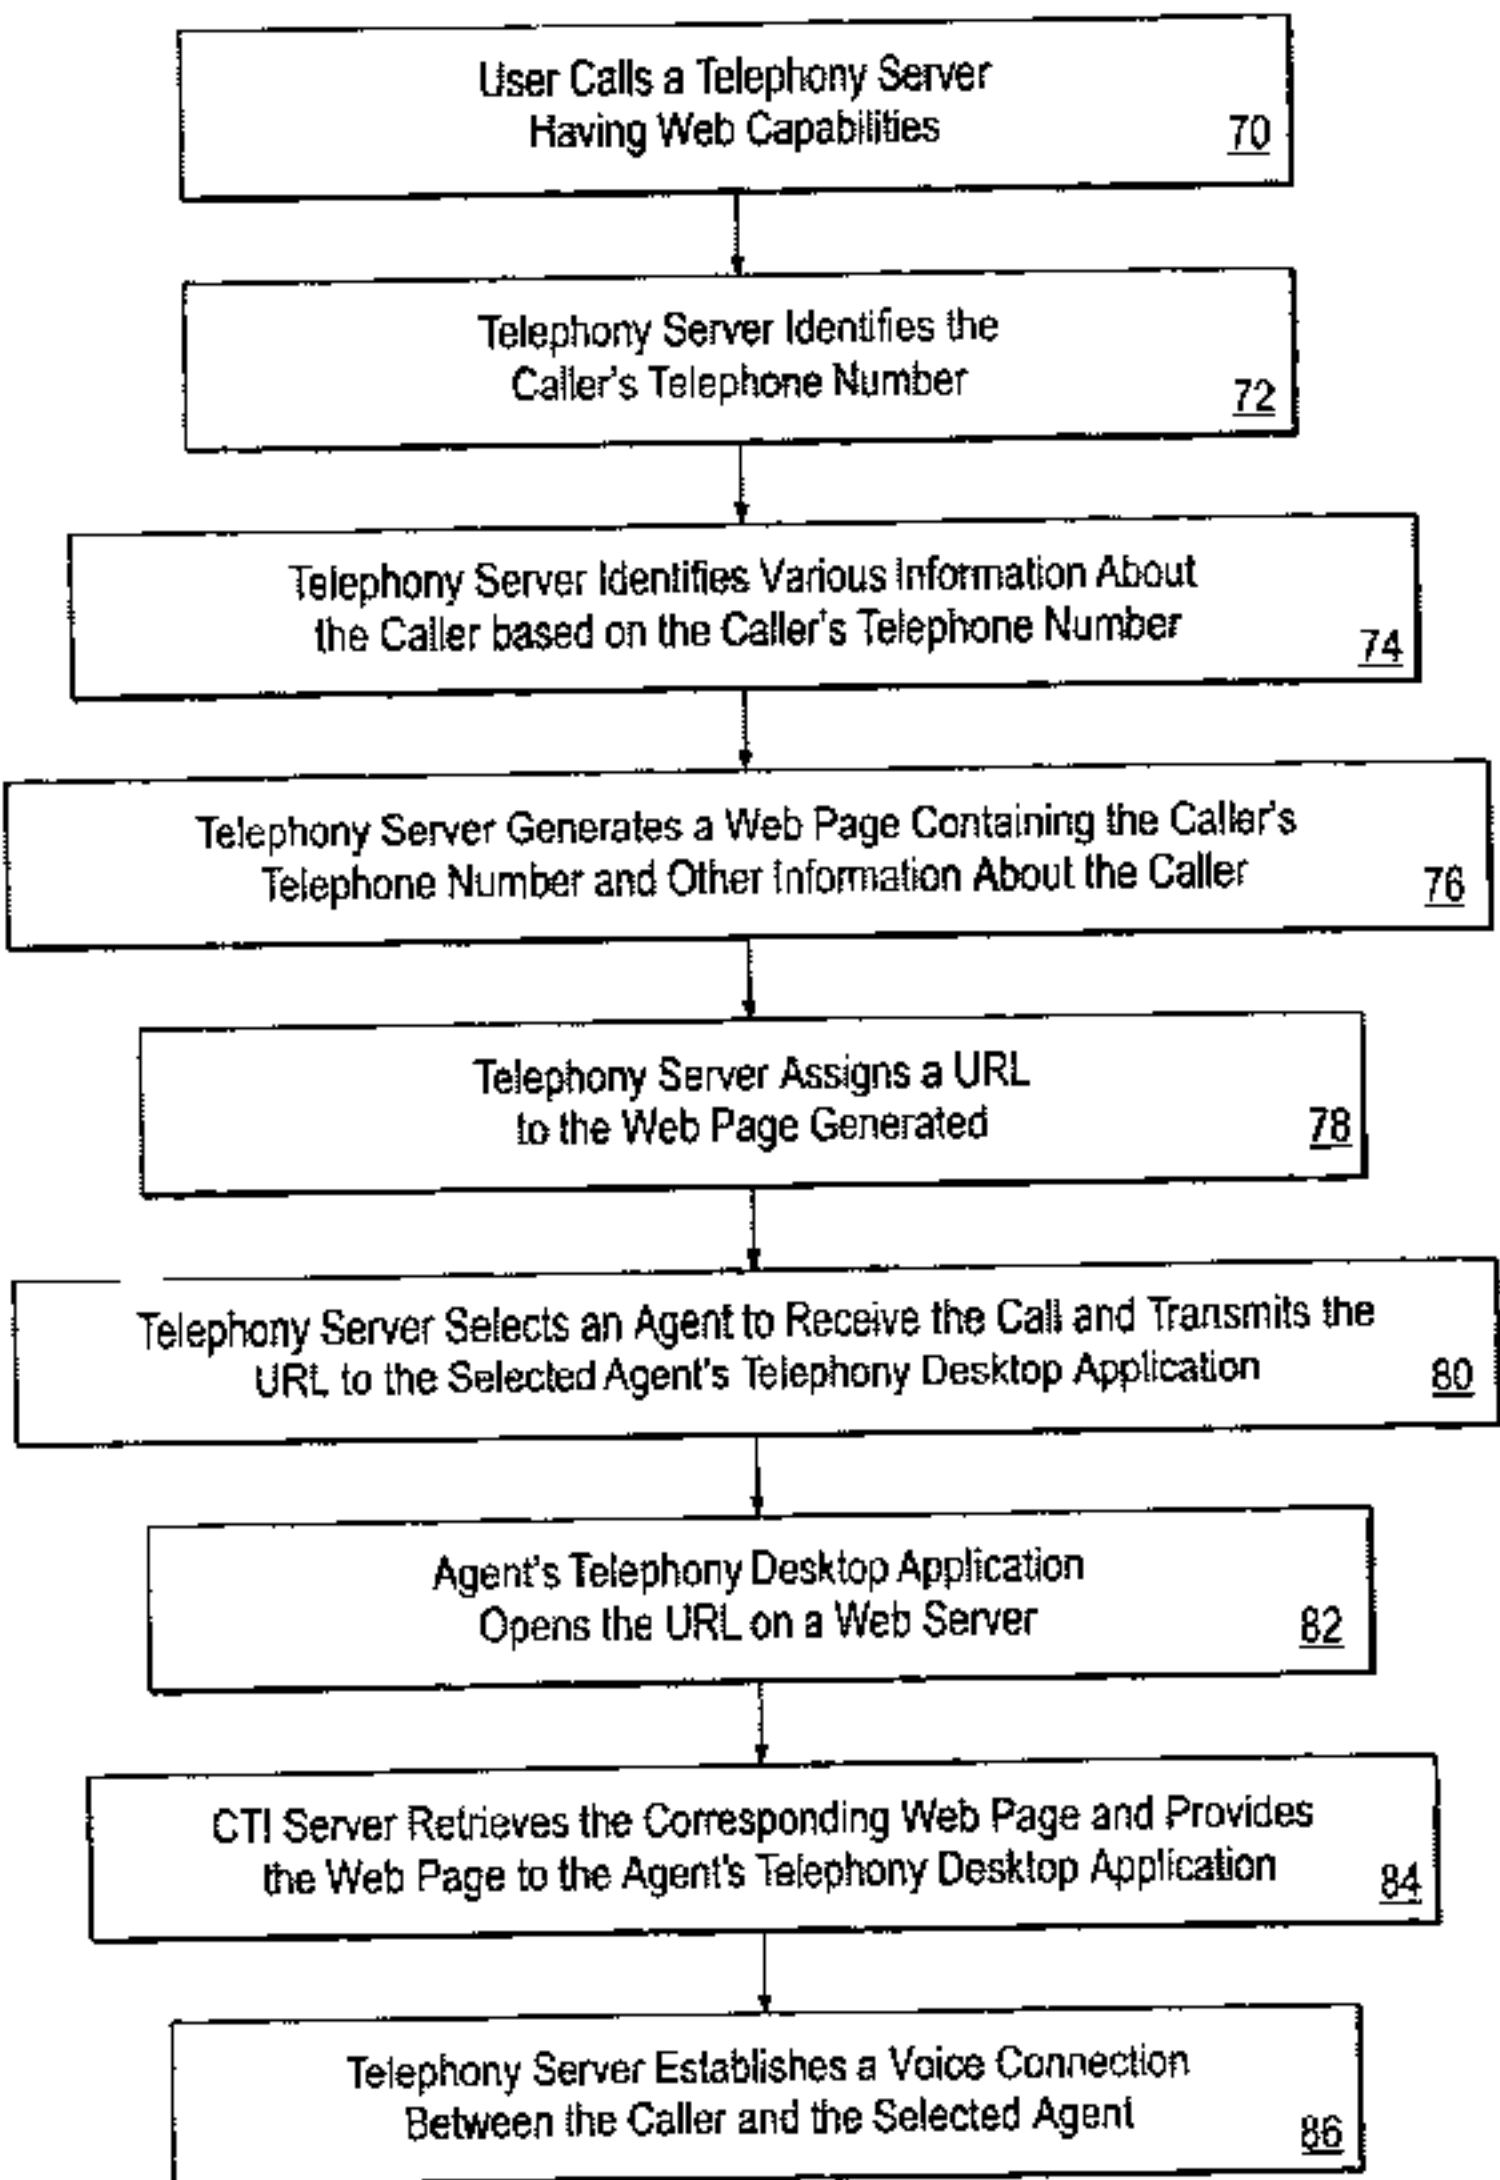 User Calls a Telephony Server
Having Web Capabilities
70
Telephony Server Identifies the
Caller's Telephone Number
72
Telephony Server Identifies Various Information About
the Caller based on the Caller's Telephone Number
74
Telephony Server Generates a Web Page Containing the Caller's
Telephone Number and Other Information About the Caller
76
Telephony Server Assigns a URL
to the Web Page Generated
78
Telephony Server Selects an Agent to Receive the Call and Transmits the
URL to the Selected Agent's Telephony Desktop Application
80
Agent's Telephony Desktop Application
Opens the URL on a Web Server
82
CTI Server Retrieves the Corresponding Web Page and Provides
the Web Page to the Agent's Telephony Desktop Application
84
Telephony Server Establishes a Voice Connection
Between the Caller and the Selected Agent
86